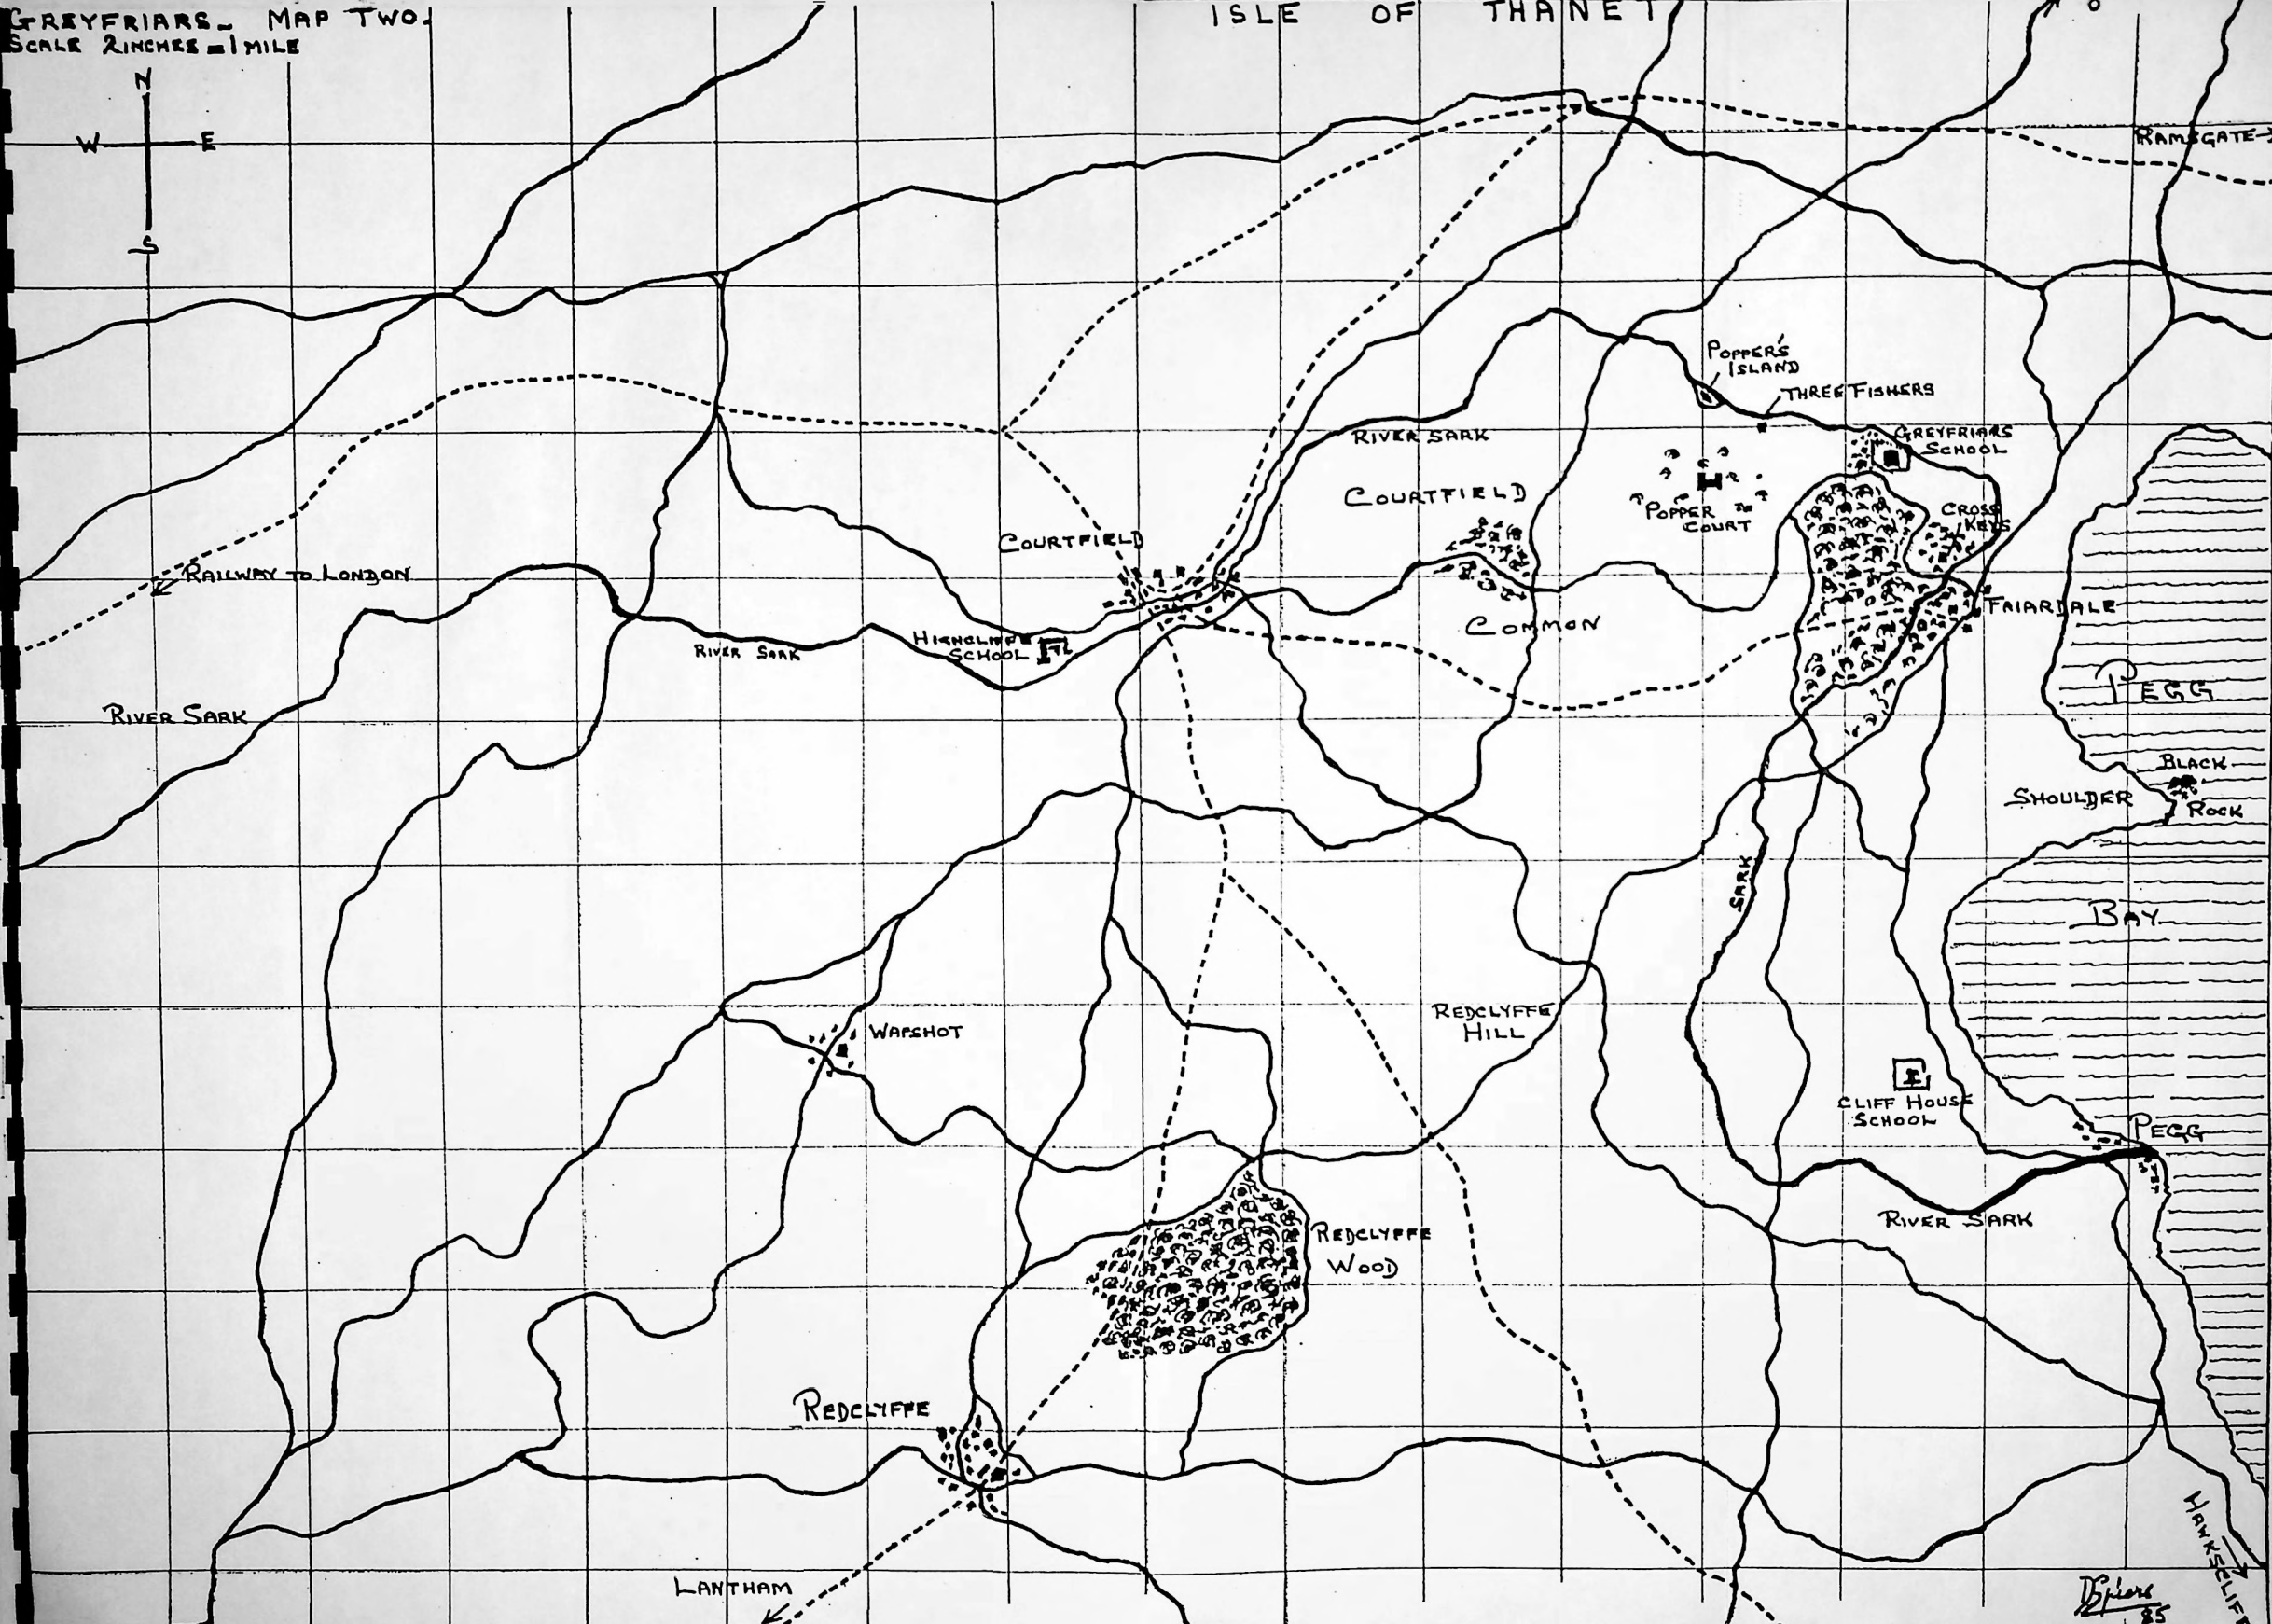 GREYFRIARS - MAP TWO.
SCALE 2 INCHES = 1 MILE
ISLE OF THANET
N
W E
S
RAMSGATE
POPPER'S
ISLAND
THREE FISHERS
RIVER SARK
GREYFRIARS
SCHOOL
COURTFIELD
POPPER
COURT
CROSS
KEYS
COURTFIELD
RAILWAY TO LONDON
FRIARDALE
COMMON
HIGHCLIFFE
SCHOOL
RIVER SARK
RIVER SARK
PEGG
BLACK
SHOULDER
ROCK
SARK
BAY
REDCLYFFE
HILL
WAPSHOT
CLIFF HOUSE
SCHOOL
PEGG
RIVER SARK
REDCLYFFE
WOOD
REDCLYFFE
HAWKSCLIFF
LANTHAM
DSpiers
85